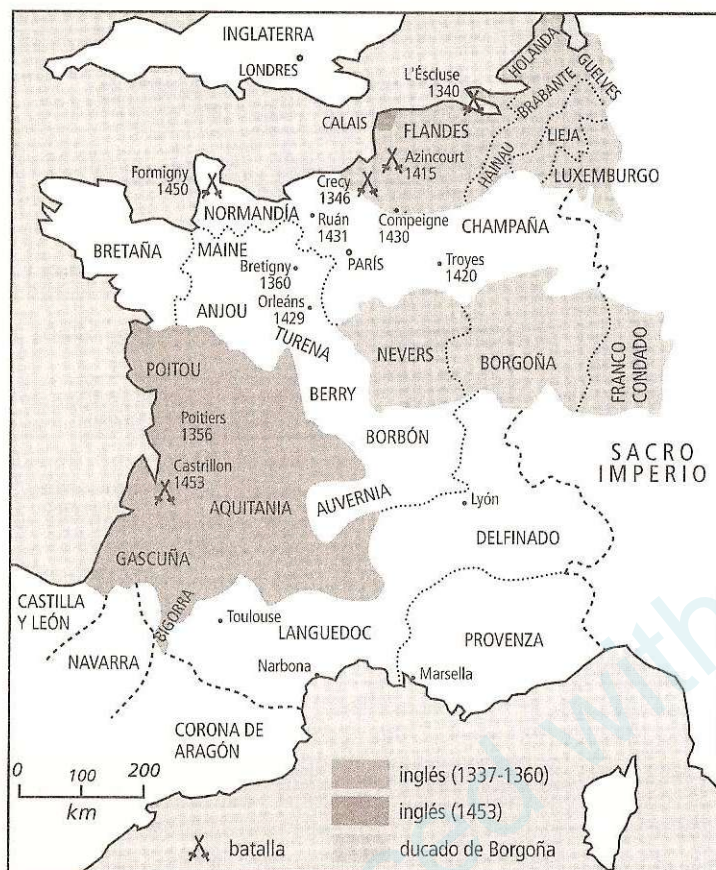 INGLATERRA
LONDRES
HOLANDA
GUELVES
L'Éscluse
1340
BRABANTE
CALAIS
FLANDES
LIEJA
HAINAU
Azincourt
1415
LUXEMBURGO
Formigny
1450
Crecy
1346
NORMANDÍA
Ruán
1431
Compeigne
1430
CHAMPAÑA
BRETAÑA
MAINE
PARÍS
Troyes
1420
Bretigny
1360
ANJOU
Orleáns
1429
TURENA
NEVERS
BORGOÑA
FRANCO
CONDADO
POITOU
BERRY
Poitiers
1356
BORBÓN
SACRO
IMPERIO
Castrillon
1453
AQUITANIA
AUVERNIA
Lyón
DELFINADO
GASCUÑA
CASTILLA
Y LEÓN
BIGORRA
Toulouse
LANGUEDOC
PROVENZA
NAVARRA
Narbona
Marsella
CORONA DE
ARAGÓN
0 100 200
km
inglés (1337-1360)
inglés (1453)
batalla
ducado de Borgoña
ned with